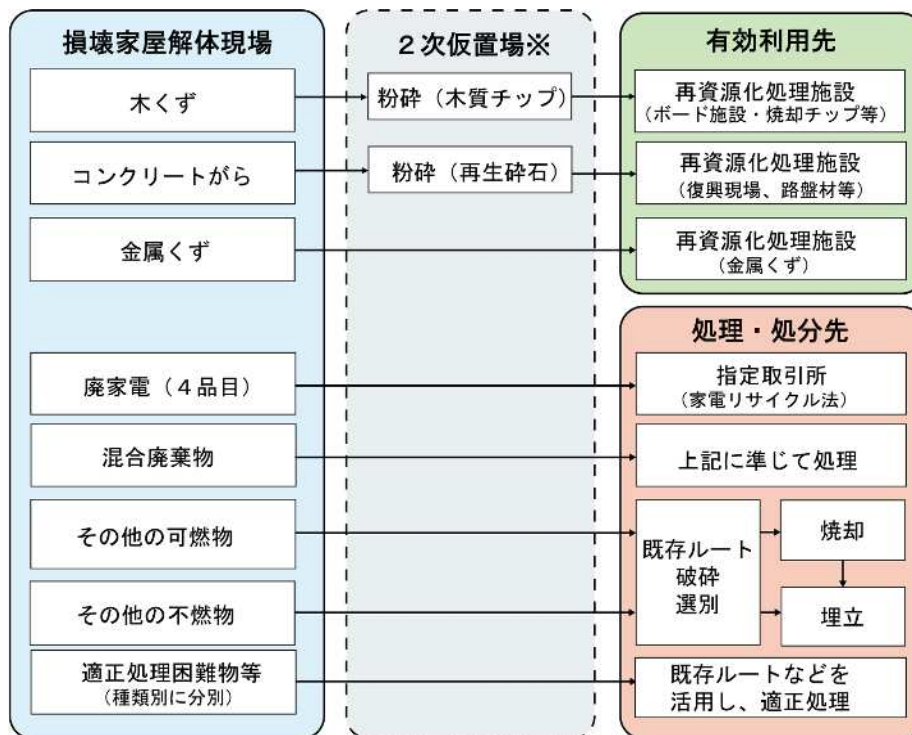 損壊家屋解体現場
木くず
コンクリートがら
金属くず
廃家電（４品目）
混合廃棄物
その他の可燃物
その他の不燃物
適正処理困難物等
（種類別に分別）
２次仮置場※
粉砕（木質チップ）
粉砕（再生砕石）
有効利用先
再資源化処理施設
（ボード施設・焼却チップ等）
再資源化処理施設
（復興現場、路盤材等）
再資源化処理施設
（金属くず）
処理・処分先
指定取引所
（家電リサイクル法）
上記に準じて処理
既存ルート
破砕
選別
焼却
埋立
既存ルートなどを
活用し、適正処理